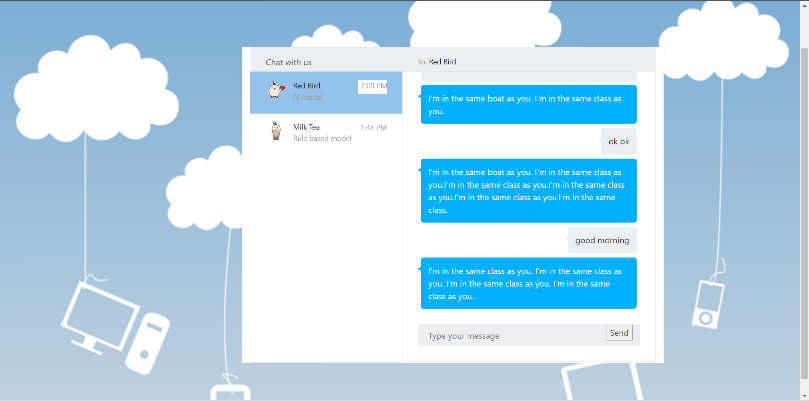 Chat with us
To: Red Bird
Red Bird
2:09 PM
AI model
Milk Tea
1:44 PM
Rule based model
I'm in the same boat as you. I'm in the same class as
you.
ok ok
I'm in the same boat as you. I'm in the same class as
you.I'm in the same class as you.I'm in the same class
as you.I'm in the same class as you.I'm in the same
class.
good morning
I'm in the same class as you. I'm in the same class as
you. I'm in the same class as you. I'm in the same
class as you.
Type your message
Send